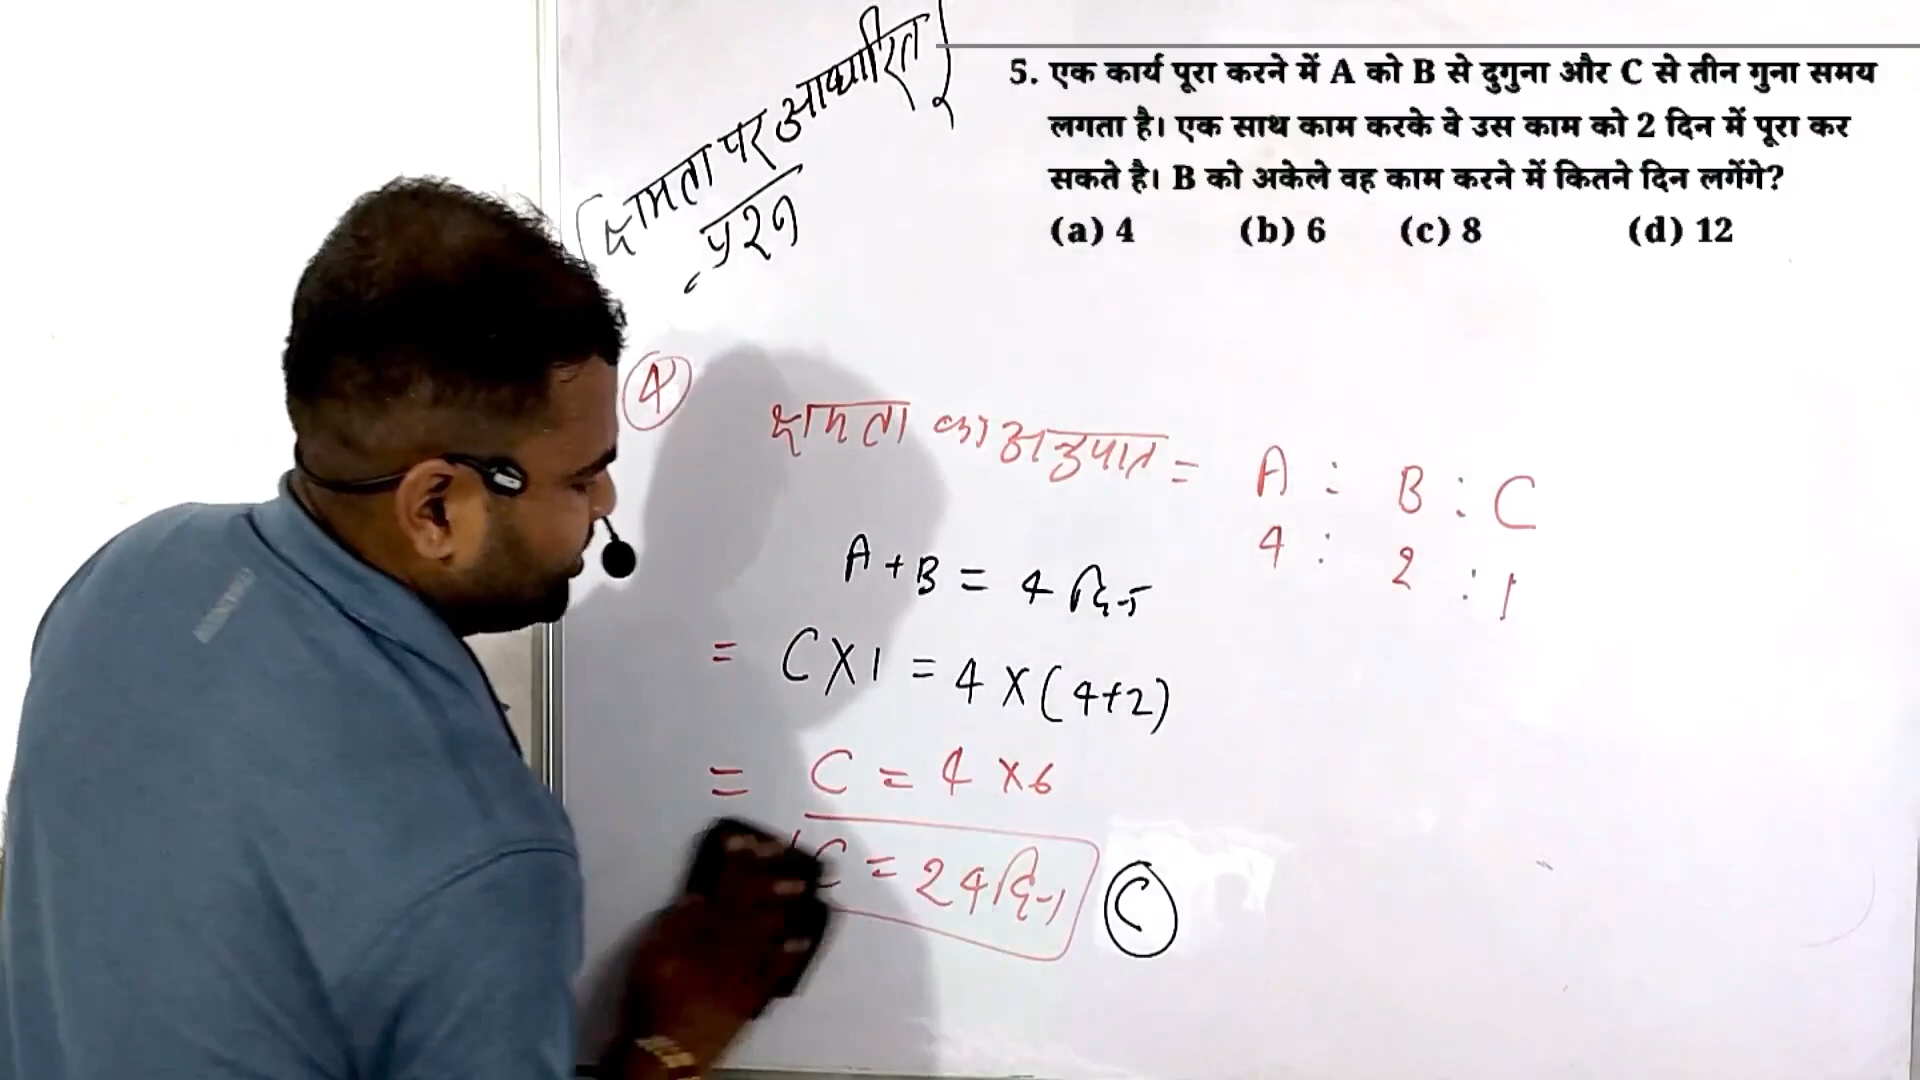 (क्षमता पर आधारित)
प्रश्न
5. एक कार्य पूरा करने में A को B से दुगुना और C से तीन गुना समय
लगता है। एक साथ काम करके वे उस काम को 2 दिन में पूरा कर
सकते है। B को अकेले वह काम करने में कितने दिन लगेंगे?
(a) 4 (b) 6 (c) 8 (d) 12
4
क्षमता का अनुपात = A : B : C
4 : 2 : 1
A + B = 4 दिन
= C X 1 = 4 X (4+2)
= C = 4 X 6
C = 24 दिन C